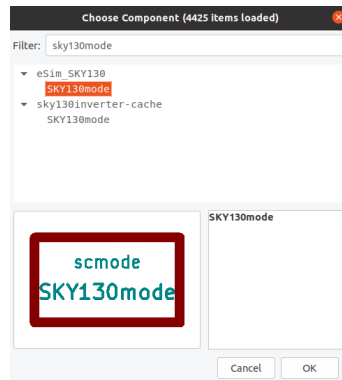 Choose Component (4425 items loaded)
Filter: sky130mode
eSim_SKY130
SKY130mode
sky130inverter-cache
SKY130mode
scmode
SKY130mode
SKY130mode
Cancel OK